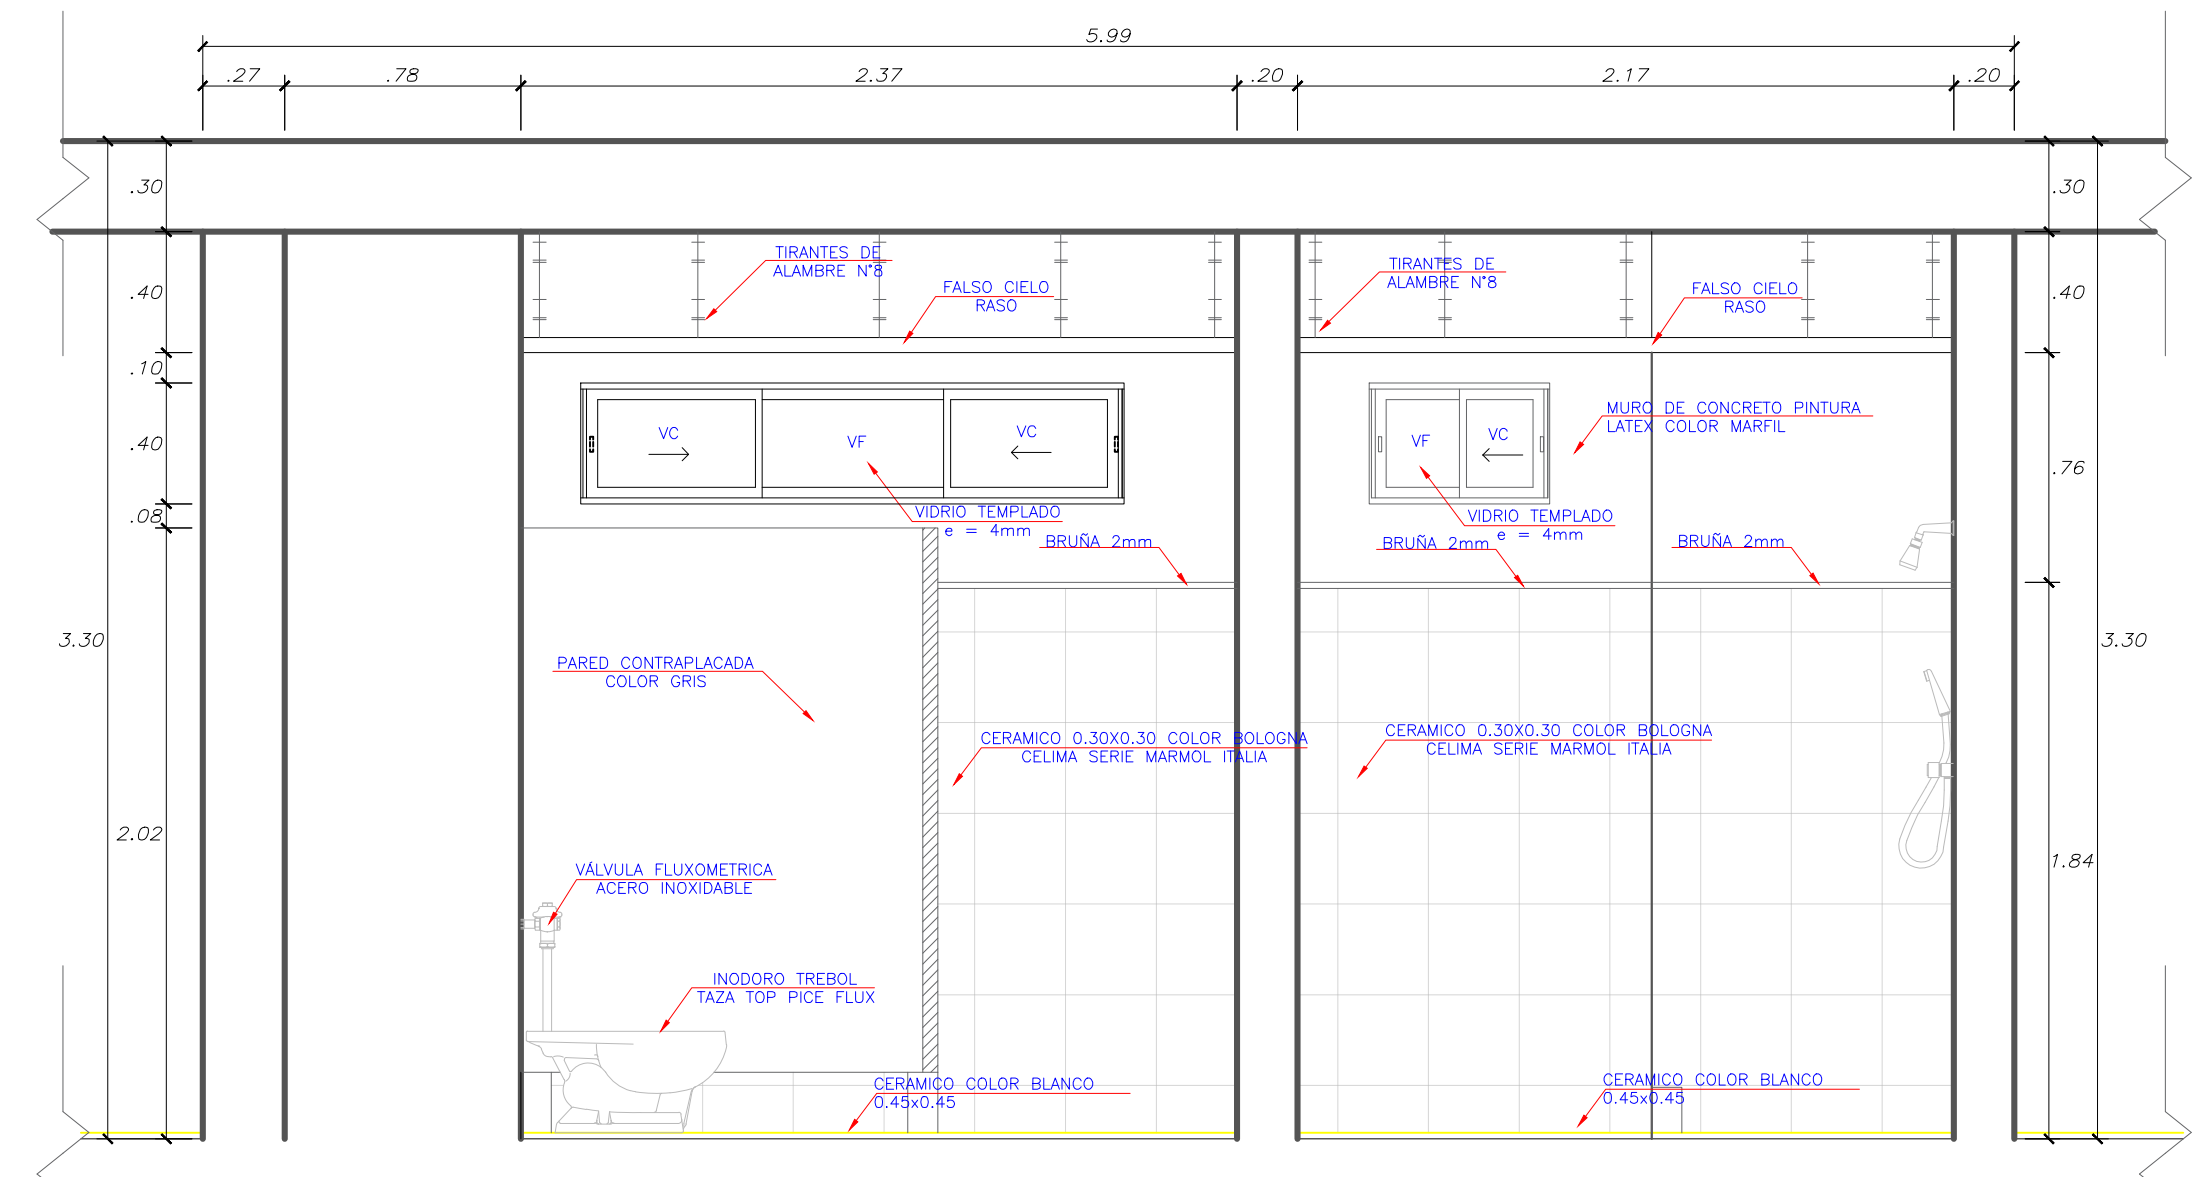 5.99
.27
.78
2.37
.20
2.17
.20
.30
.30
TIRANTES DE
ALAMBRE N°8
TIRANTES DE
ALAMBRE N°8
FALSO CIELO
RASO
FALSO CIELO
RASO
.40
.40
.10
MURO DE CONCRETO PINTURA
LATEX COLOR MARFIL
.40
VC
VF
VC
VF
VC
.76
.08
VIDRIO TEMPLADO
e = 4mm
VIDRIO TEMPLADO
e = 4mm
BRUÑA 2mm
BRUÑA 2mm
BRUÑA 2mm
3.30
3.30
PARED CONTRAPLACADA
COLOR GRIS
CERAMICO 0.30X0.30 COLOR BOLOGNA
CELIMA SERIE MARMOL ITALIA
CERAMICO 0.30X0.30 COLOR BOLOGNA
CELIMA SERIE MARMOL ITALIA
2.02
1.84
VÁLVULA FLUXOMETRICA
ACERO INOXIDABLE
INODORO TREBOL
TAZA TOP PICE FLUX
CERAMICO COLOR BLANCO
0.45x0.45
CERAMICO COLOR BLANCO
0.45x0.45